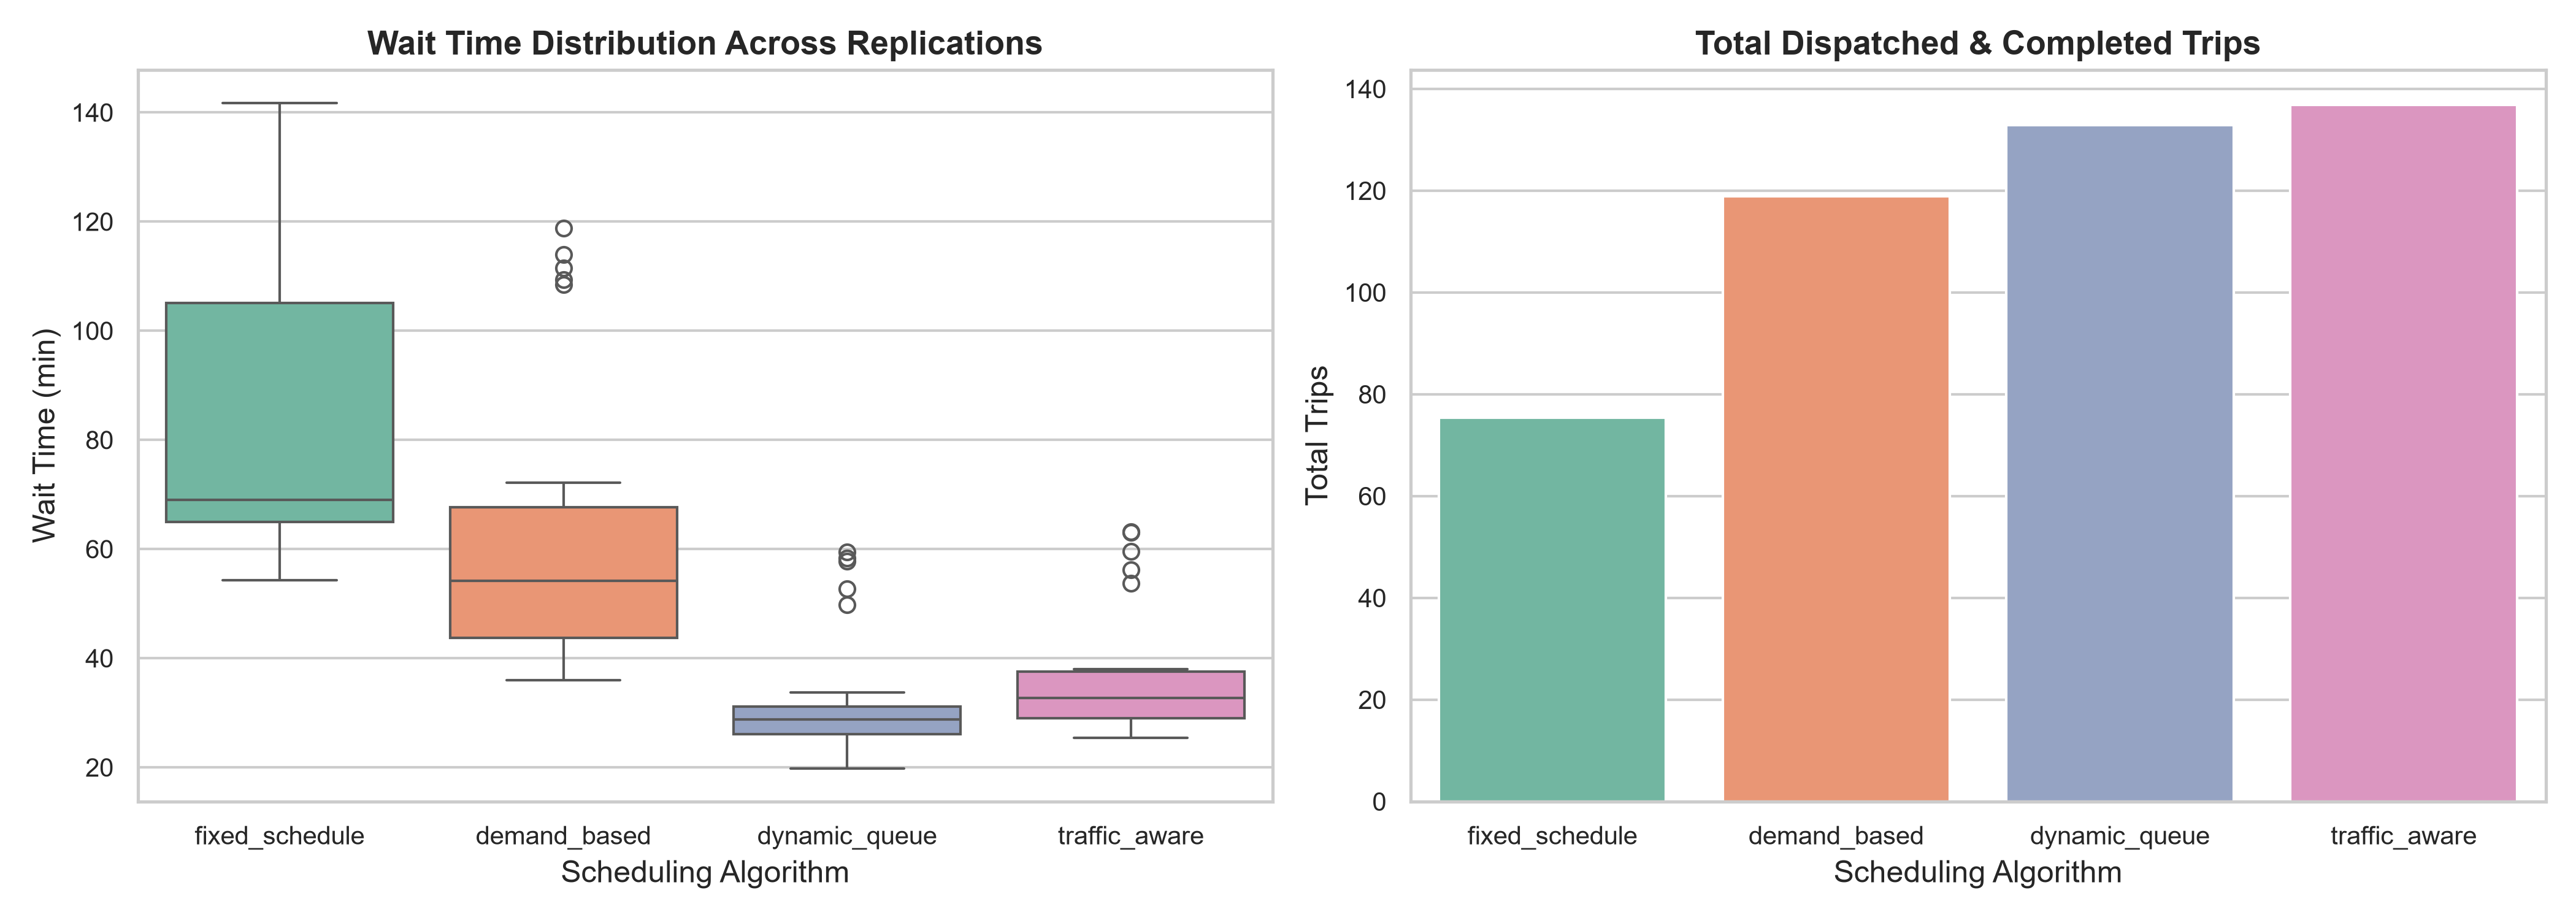 Wait Time Distribution Across Replications
Wait Time (min)
140
120
100
80
60
40
20
fixed_schedule
demand_based
dynamic_queue
traffic_aware
Scheduling Algorithm
Total Dispatched & Completed Trips
Total Trips
140
120
100
80
60
40
20
0
fixed_schedule
demand_based
dynamic_queue
traffic_aware
Scheduling Algorithm